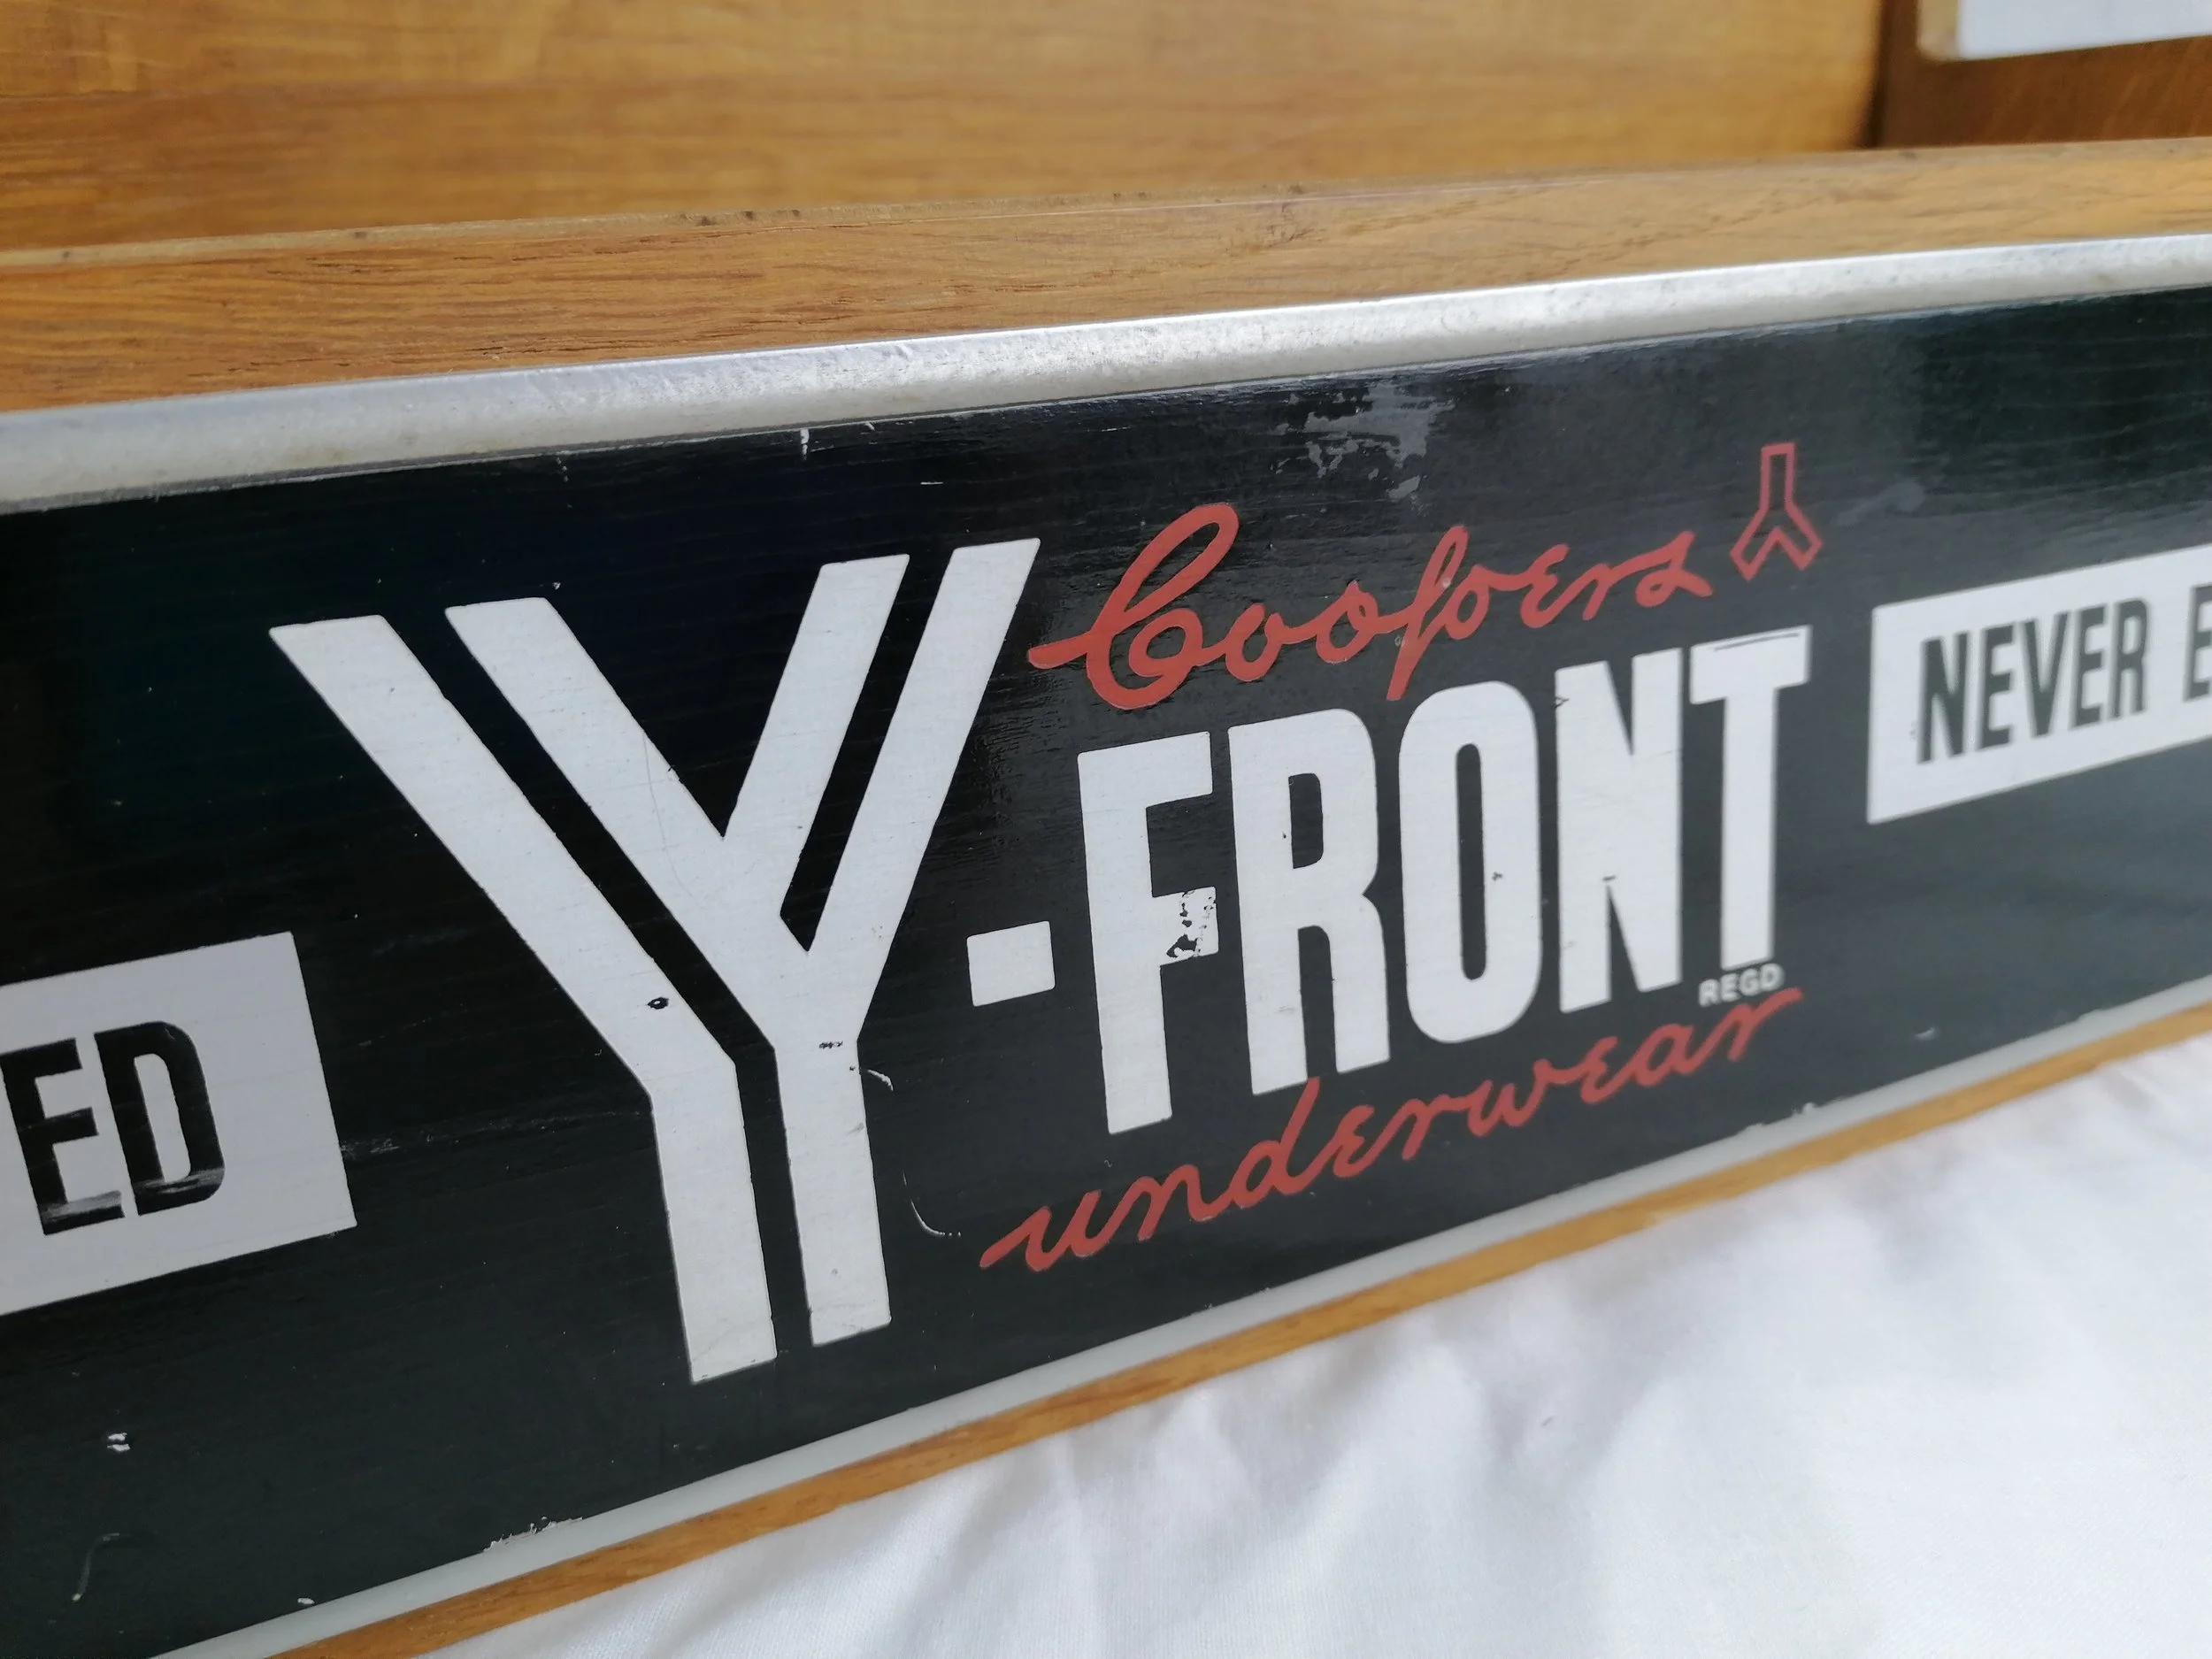 Coopers
Y-FRONT
REGD
underwear
NEVER
ED